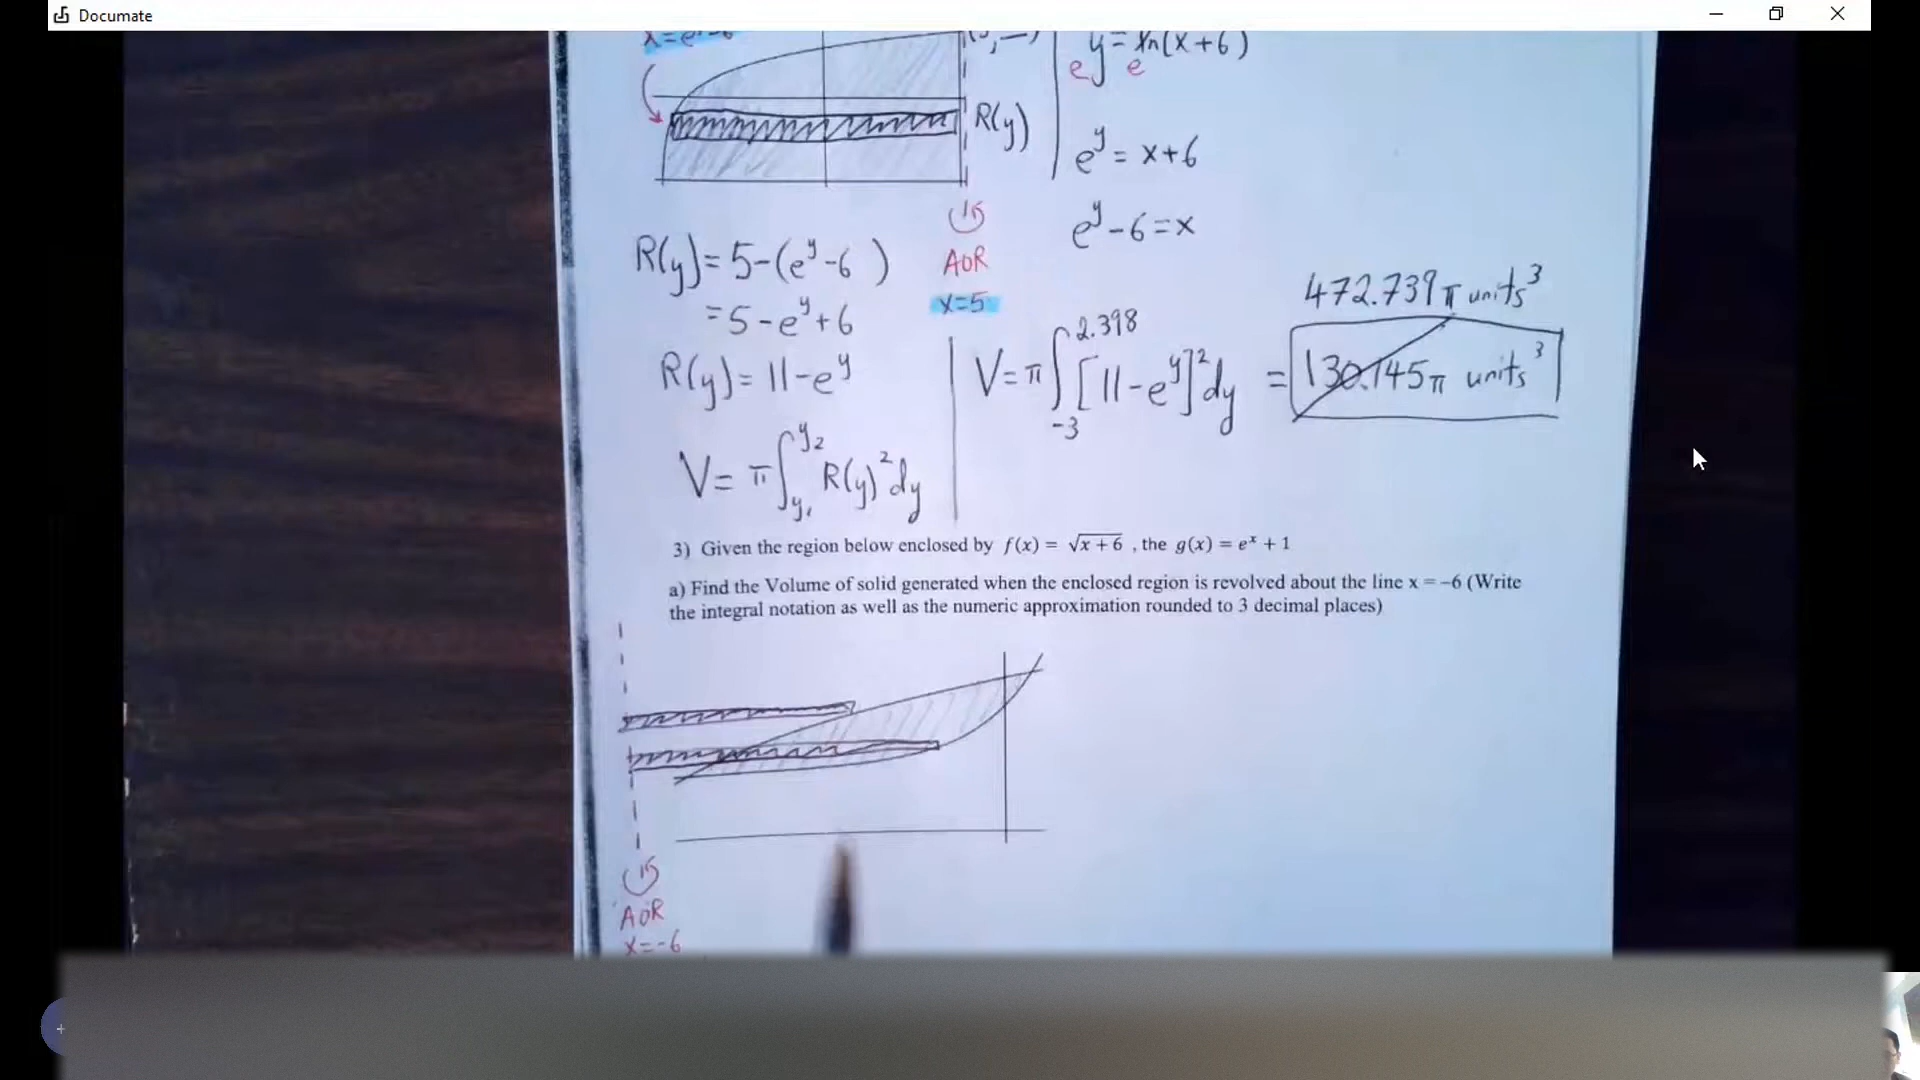 Documate
y = ln(x+6)
e e
R(y)
e^y = x+6
e^y - 6 = x
R(y) = 5-(e^y-6 )
= 5-e^y+6
R(y) = 11-e^y
V = π∫_{y₁}^{y₂} R(y)² dy
AOR
x=5
V = π∫_{-3}^{2.398} [11-e^y]² dy =
472.739π units³
130.145π units³
3) Given the region below enclosed by f(x) = √x + 6 , the g(x) = eˣ + 1
a) Find the Volume of solid generated when the enclosed region is revolved about the line x = −6 (Write
the integral notation as well as the numeric approximation rounded to 3 decimal places)
AOR
x=-6